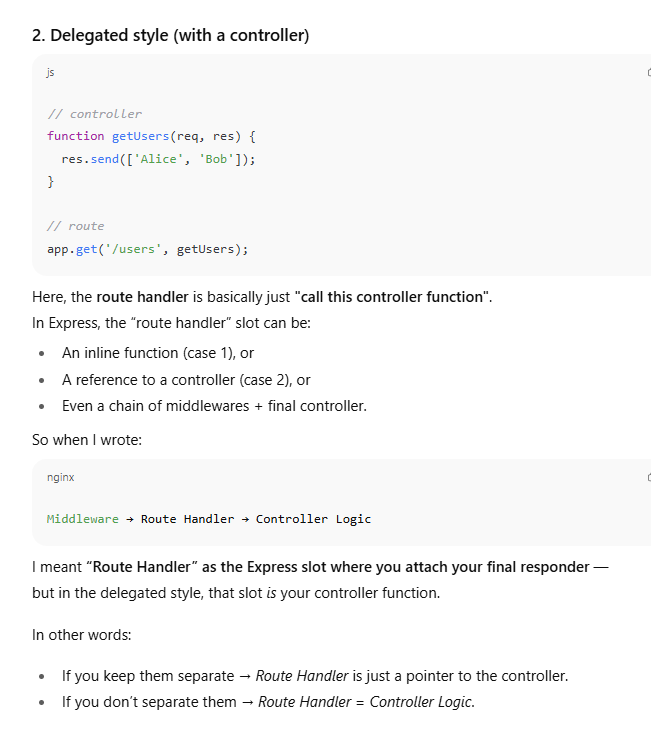 2. Delegated style (with a controller)
js
// controller
function getUsers(req, res) {
  res.send(['Alice', 'Bob']);
}
// route
app.get('/users', getUsers);
Here, the route handler is basically just "call this controller function".
In Express, the “route handler” slot can be:
• An inline function (case 1), or
• A reference to a controller (case 2), or
• Even a chain of middlewares + final controller.
So when I wrote:
nginx
Middleware → Route Handler → Controller Logic
I meant “Route Handler” as the Express slot where you attach your final responder —
but in the delegated style, that slot is your controller function.
In other words:
• If you keep them separate → Route Handler is just a pointer to the controller.
• If you don’t separate them → Route Handler = Controller Logic.